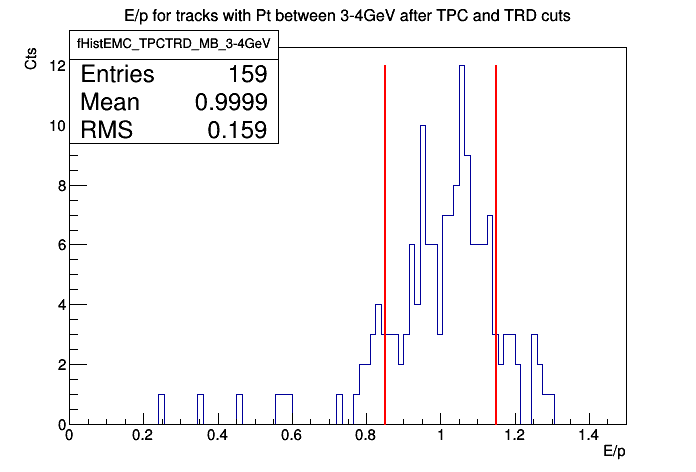 E/p for tracks with Pt between 3-4GeV after TPC and TRD cuts
fHistEMC_TPCTRD_MB_3-4GeV
Entries 159
Mean 0.9999
RMS 0.159
Cts
12
10
8
6
4
2
0
0 0.2 0.4 0.6 0.8 1 1.2 1.4
E/p